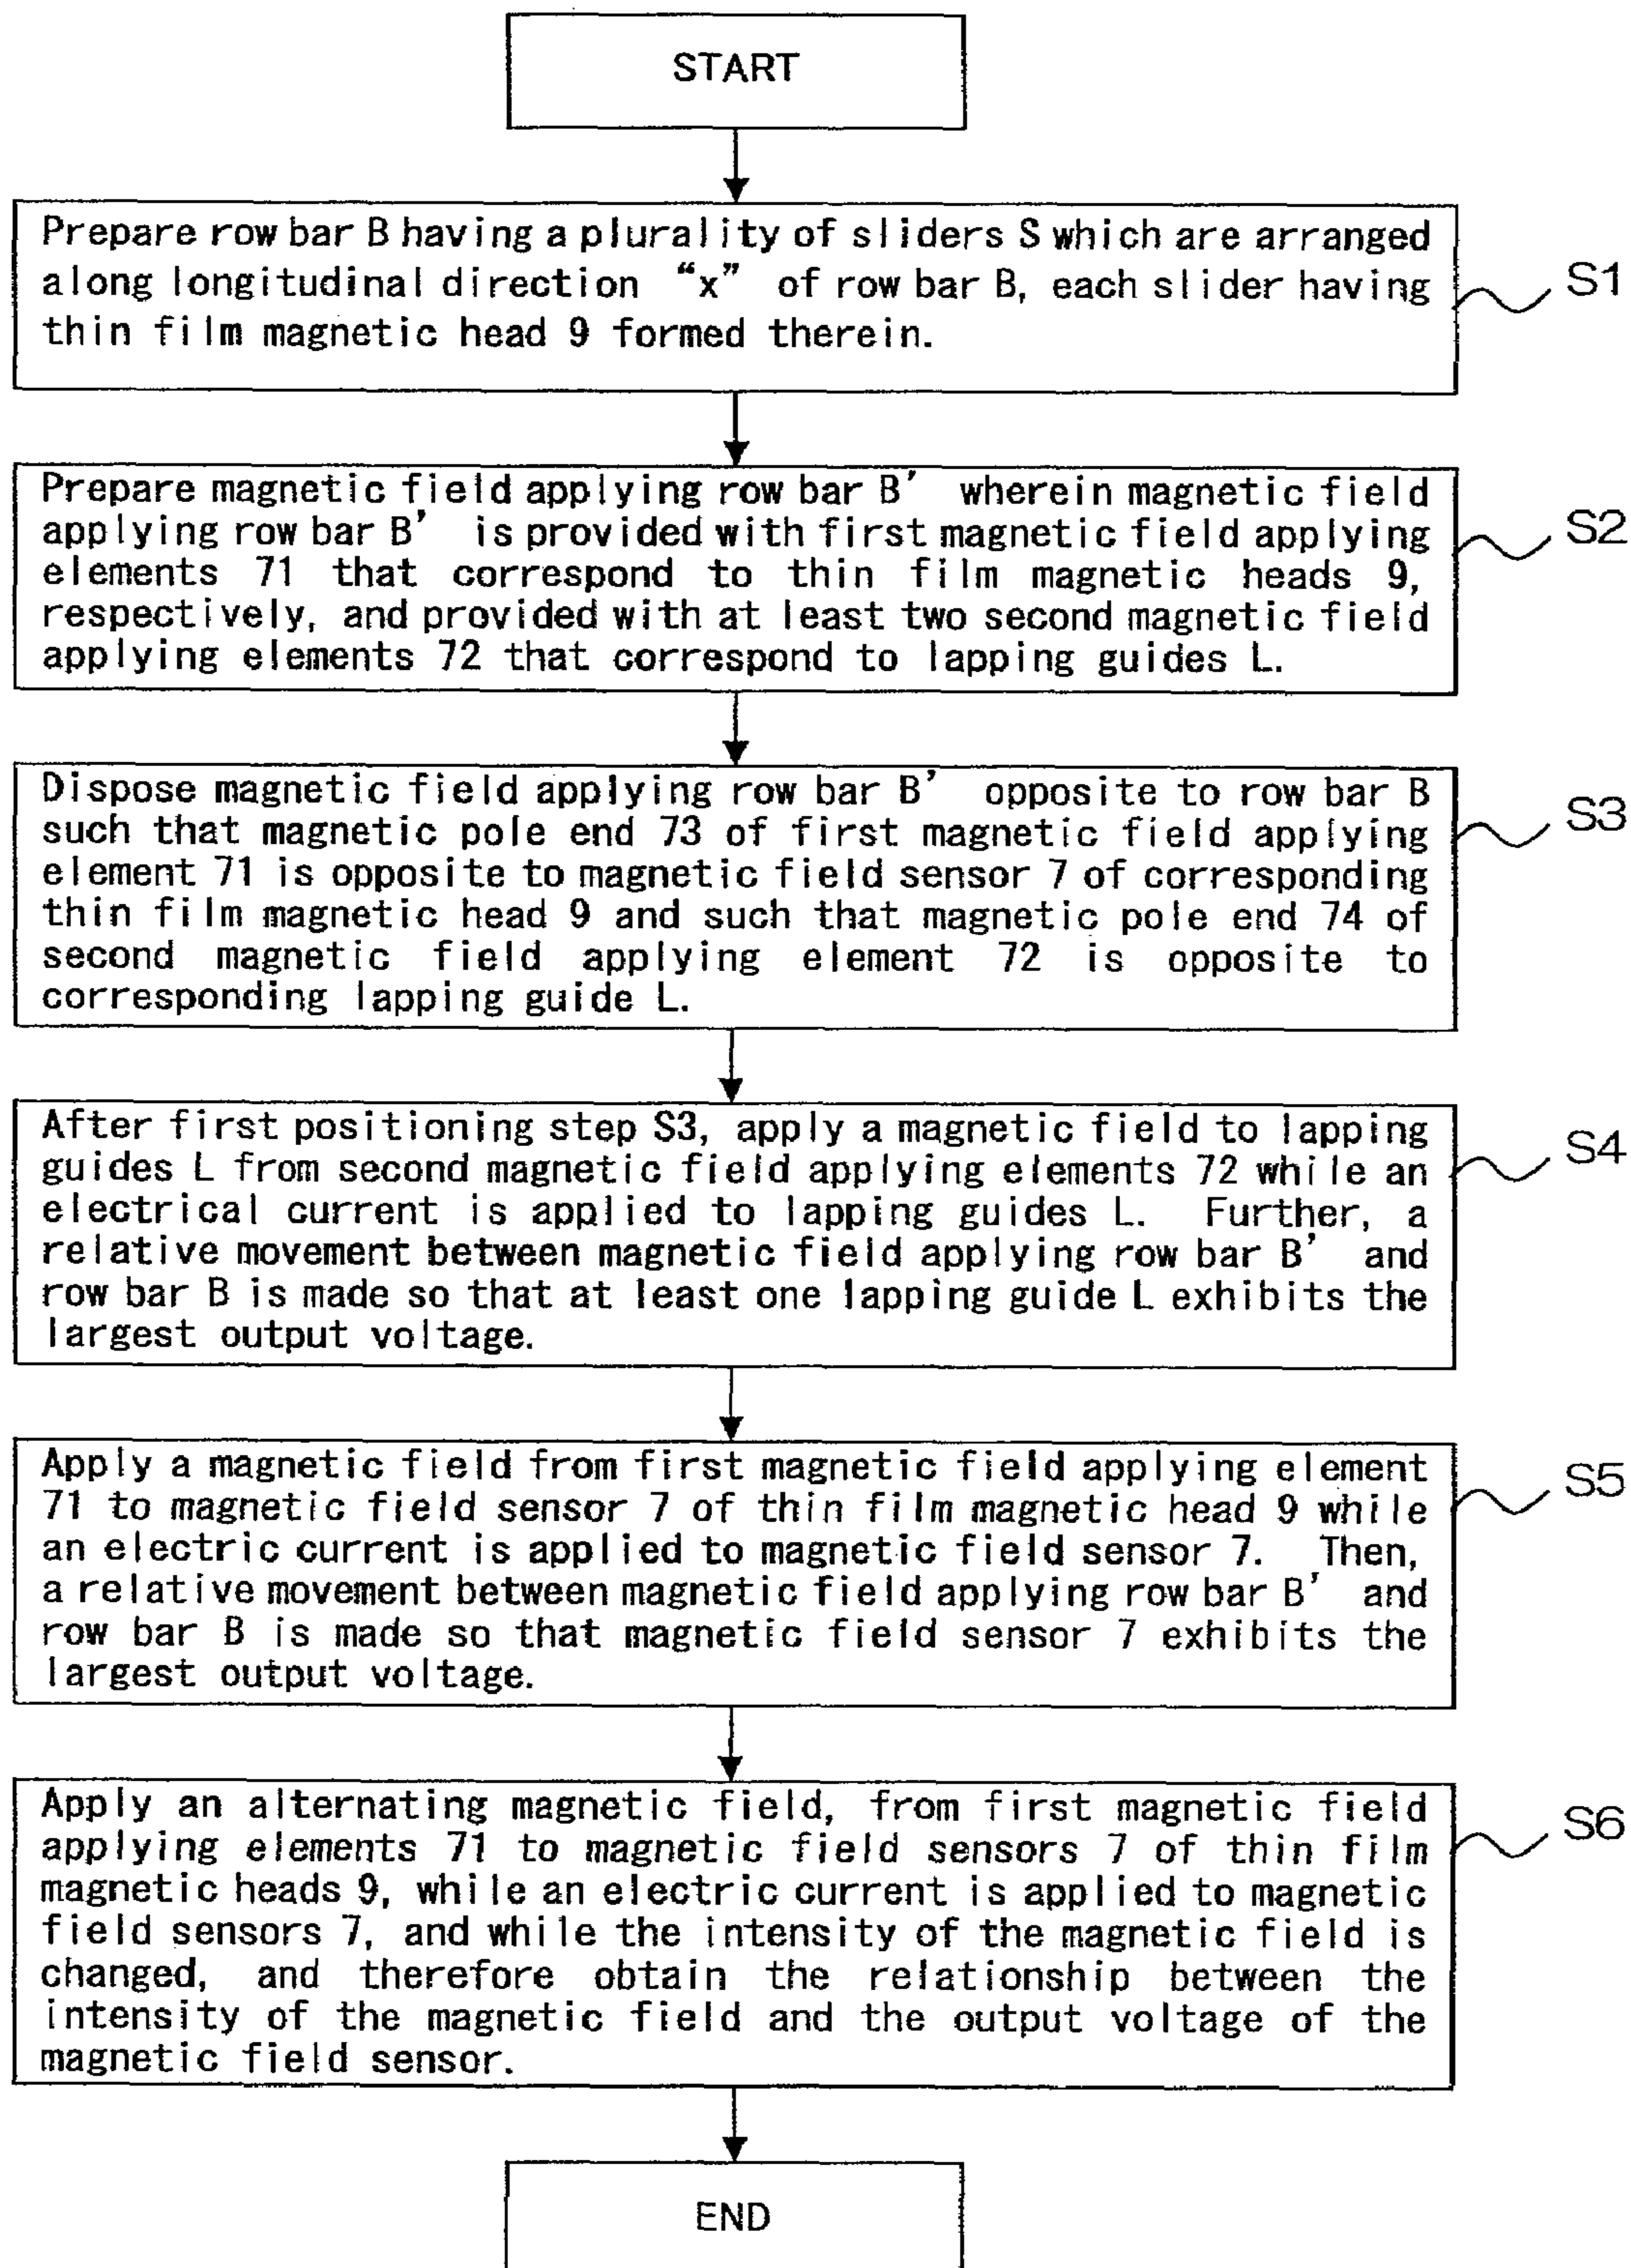 START
Prepare row bar B having a plurality of sliders S which are arranged
along longitudinal direction “x” of row bar B, each slider having
thin film magnetic head 9 formed therein.
S1
Prepare magnetic field applying row bar B' wherein magnetic field
applying row bar B' is provided with first magnetic field applying
elements 71 that correspond to thin film magnetic heads 9,
respectively, and provided with at least two second magnetic field
applying elements 72 that correspond to lapping guides L.
S2
Dispose magnetic field applying row bar B' opposite to row bar B
such that magnetic pole end 73 of first magnetic field applying
element 71 is opposite to magnetic field sensor 7 of corresponding
thin film magnetic head 9 and such that magnetic pole end 74 of
second magnetic field applying element 72 is opposite to
corresponding lapping guide L.
S3
After first positioning step S3, apply a magnetic field to lapping
guides L from second magnetic field applying elements 72 while an
electrical current is applied to lapping guides L. Further, a
relative movement between magnetic field applying row bar B' and
row bar B is made so that at least one lapping guide L exhibits the
largest output voltage.
S4
Apply a magnetic field from first magnetic field applying element
71 to magnetic field sensor 7 of thin film magnetic head 9 while
an electric current is applied to magnetic field sensor 7. Then,
a relative movement between magnetic field applying row bar B' and
row bar B is made so that magnetic field sensor 7 exhibits the
largest output voltage.
S5
Apply an alternating magnetic field, from first magnetic field
applying elements 71 to magnetic field sensors 7 of thin film
magnetic heads 9, while an electric current is applied to magnetic
field sensors 7, and while the intensity of the magnetic field is
changed, and therefore obtain the relationship between the
intensity of the magnetic field and the output voltage of the
magnetic field sensor.
S6
END